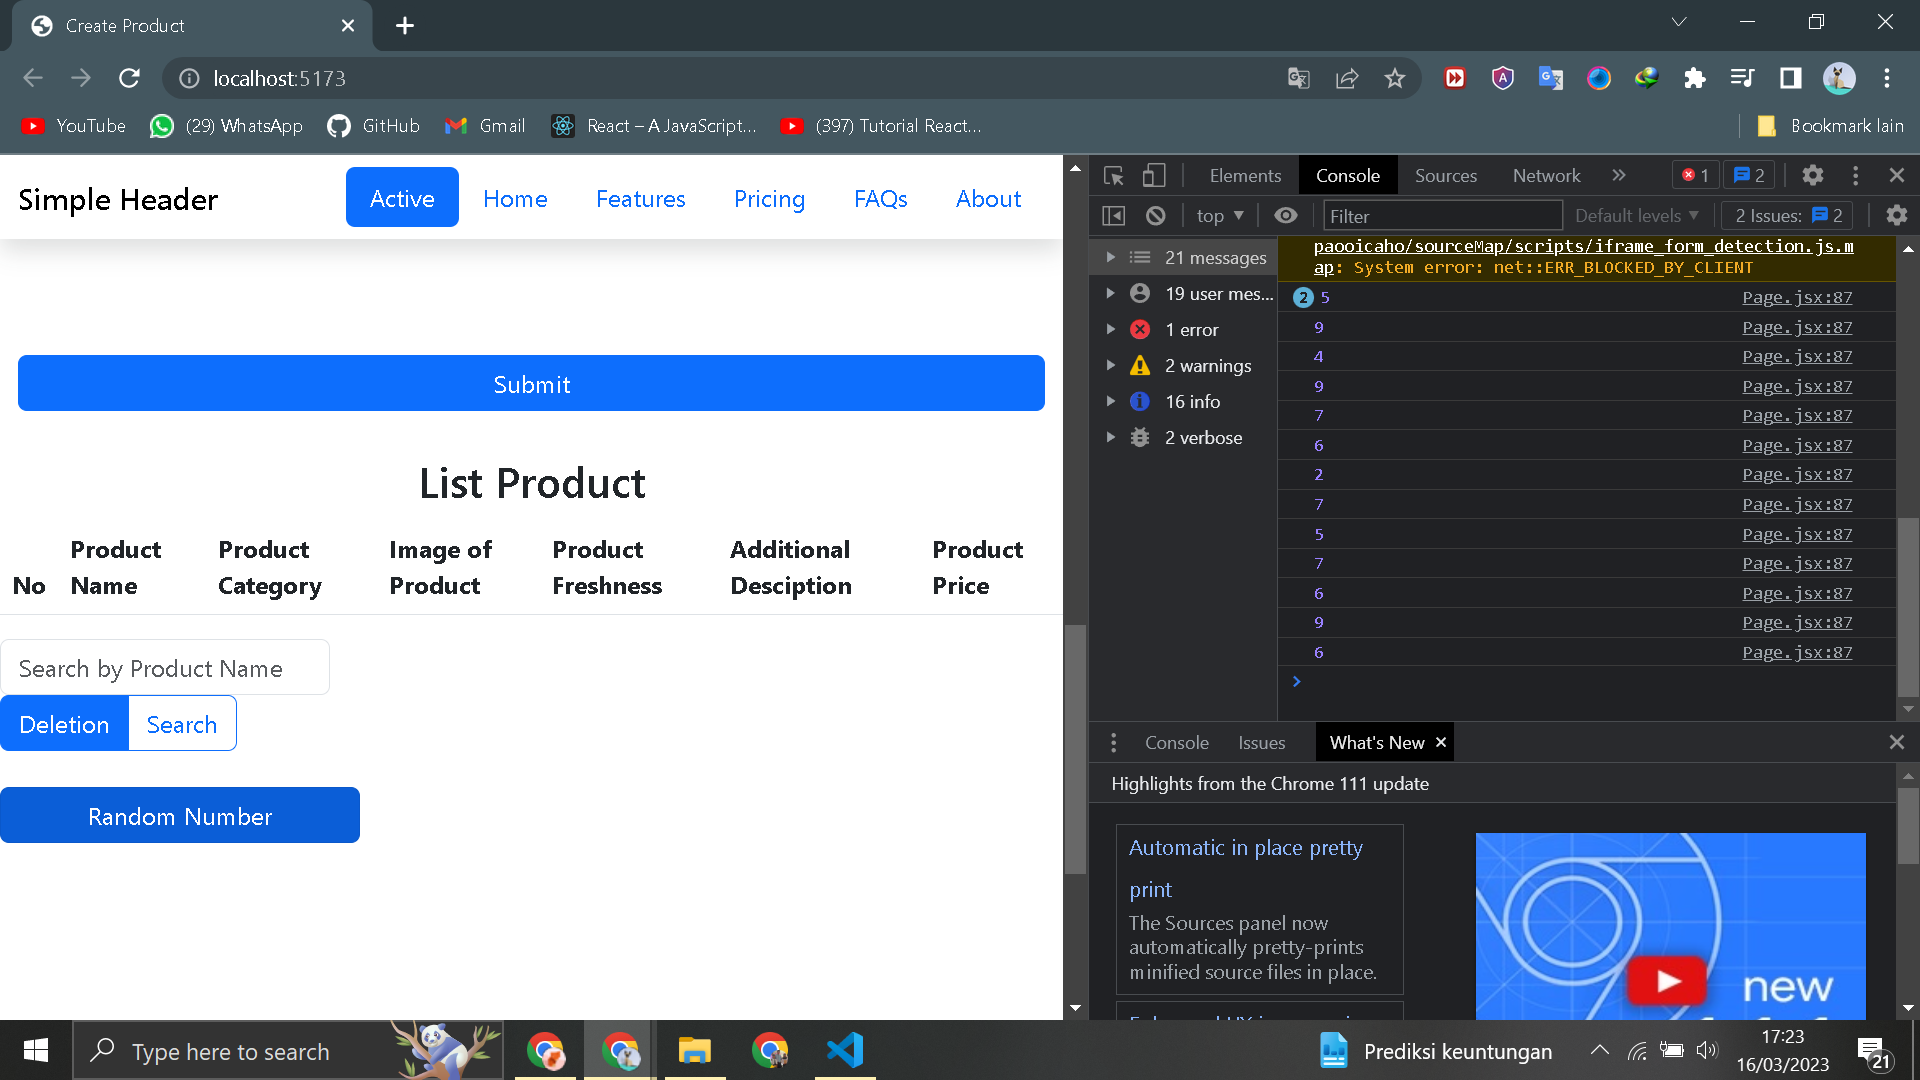 Create Product
localhost:5173
YouTube
(29) WhatsApp
GitHub
Gmail
React – A JavaScript...
(397) Tutorial React...
Bookmark lain
Simple Header
Active
Home
Features
Pricing
FAQs
About
Submit
List Product
No
Product Name
Product Category
Image of Product
Product Freshness
Additional Desciption
Product Price
Search by Product Name
Deletion
Search
Random Number
Elements
Console
Sources
Network
1
2
top
Filter
Default levels
2 Issues:
2
21 messages
19 user mes...
1 error
2 warnings
16 info
2 verbose
paooicaho/sourceMap/scripts/iframe_form_detection.js.m
ap: System error: net::ERR_BLOCKED_BY_CLIENT
2 5 Page.jsx:87
9 Page.jsx:87
4 Page.jsx:87
9 Page.jsx:87
7 Page.jsx:87
6 Page.jsx:87
2 Page.jsx:87
7 Page.jsx:87
5 Page.jsx:87
7 Page.jsx:87
6 Page.jsx:87
9 Page.jsx:87
6 Page.jsx:87
Console
Issues
What's New
Highlights from the Chrome 111 update
Automatic in place pretty
print
The Sources panel now
automatically pretty-prints
minified source files in place.
new
Type here to search
Prediksi keuntungan
17:23
16/03/2023
21